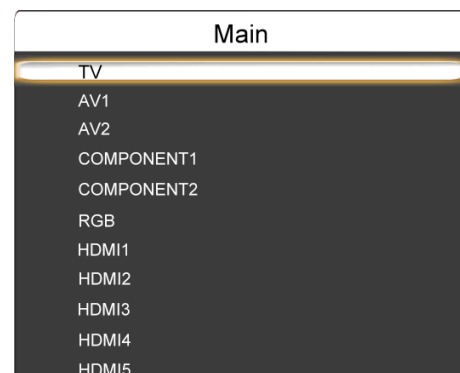 Main
TV
AV1
AV2
COMPONENT1
COMPONENT2
RGB
HDMI1
HDMI2
HDMI3
HDMI4
HDMI5